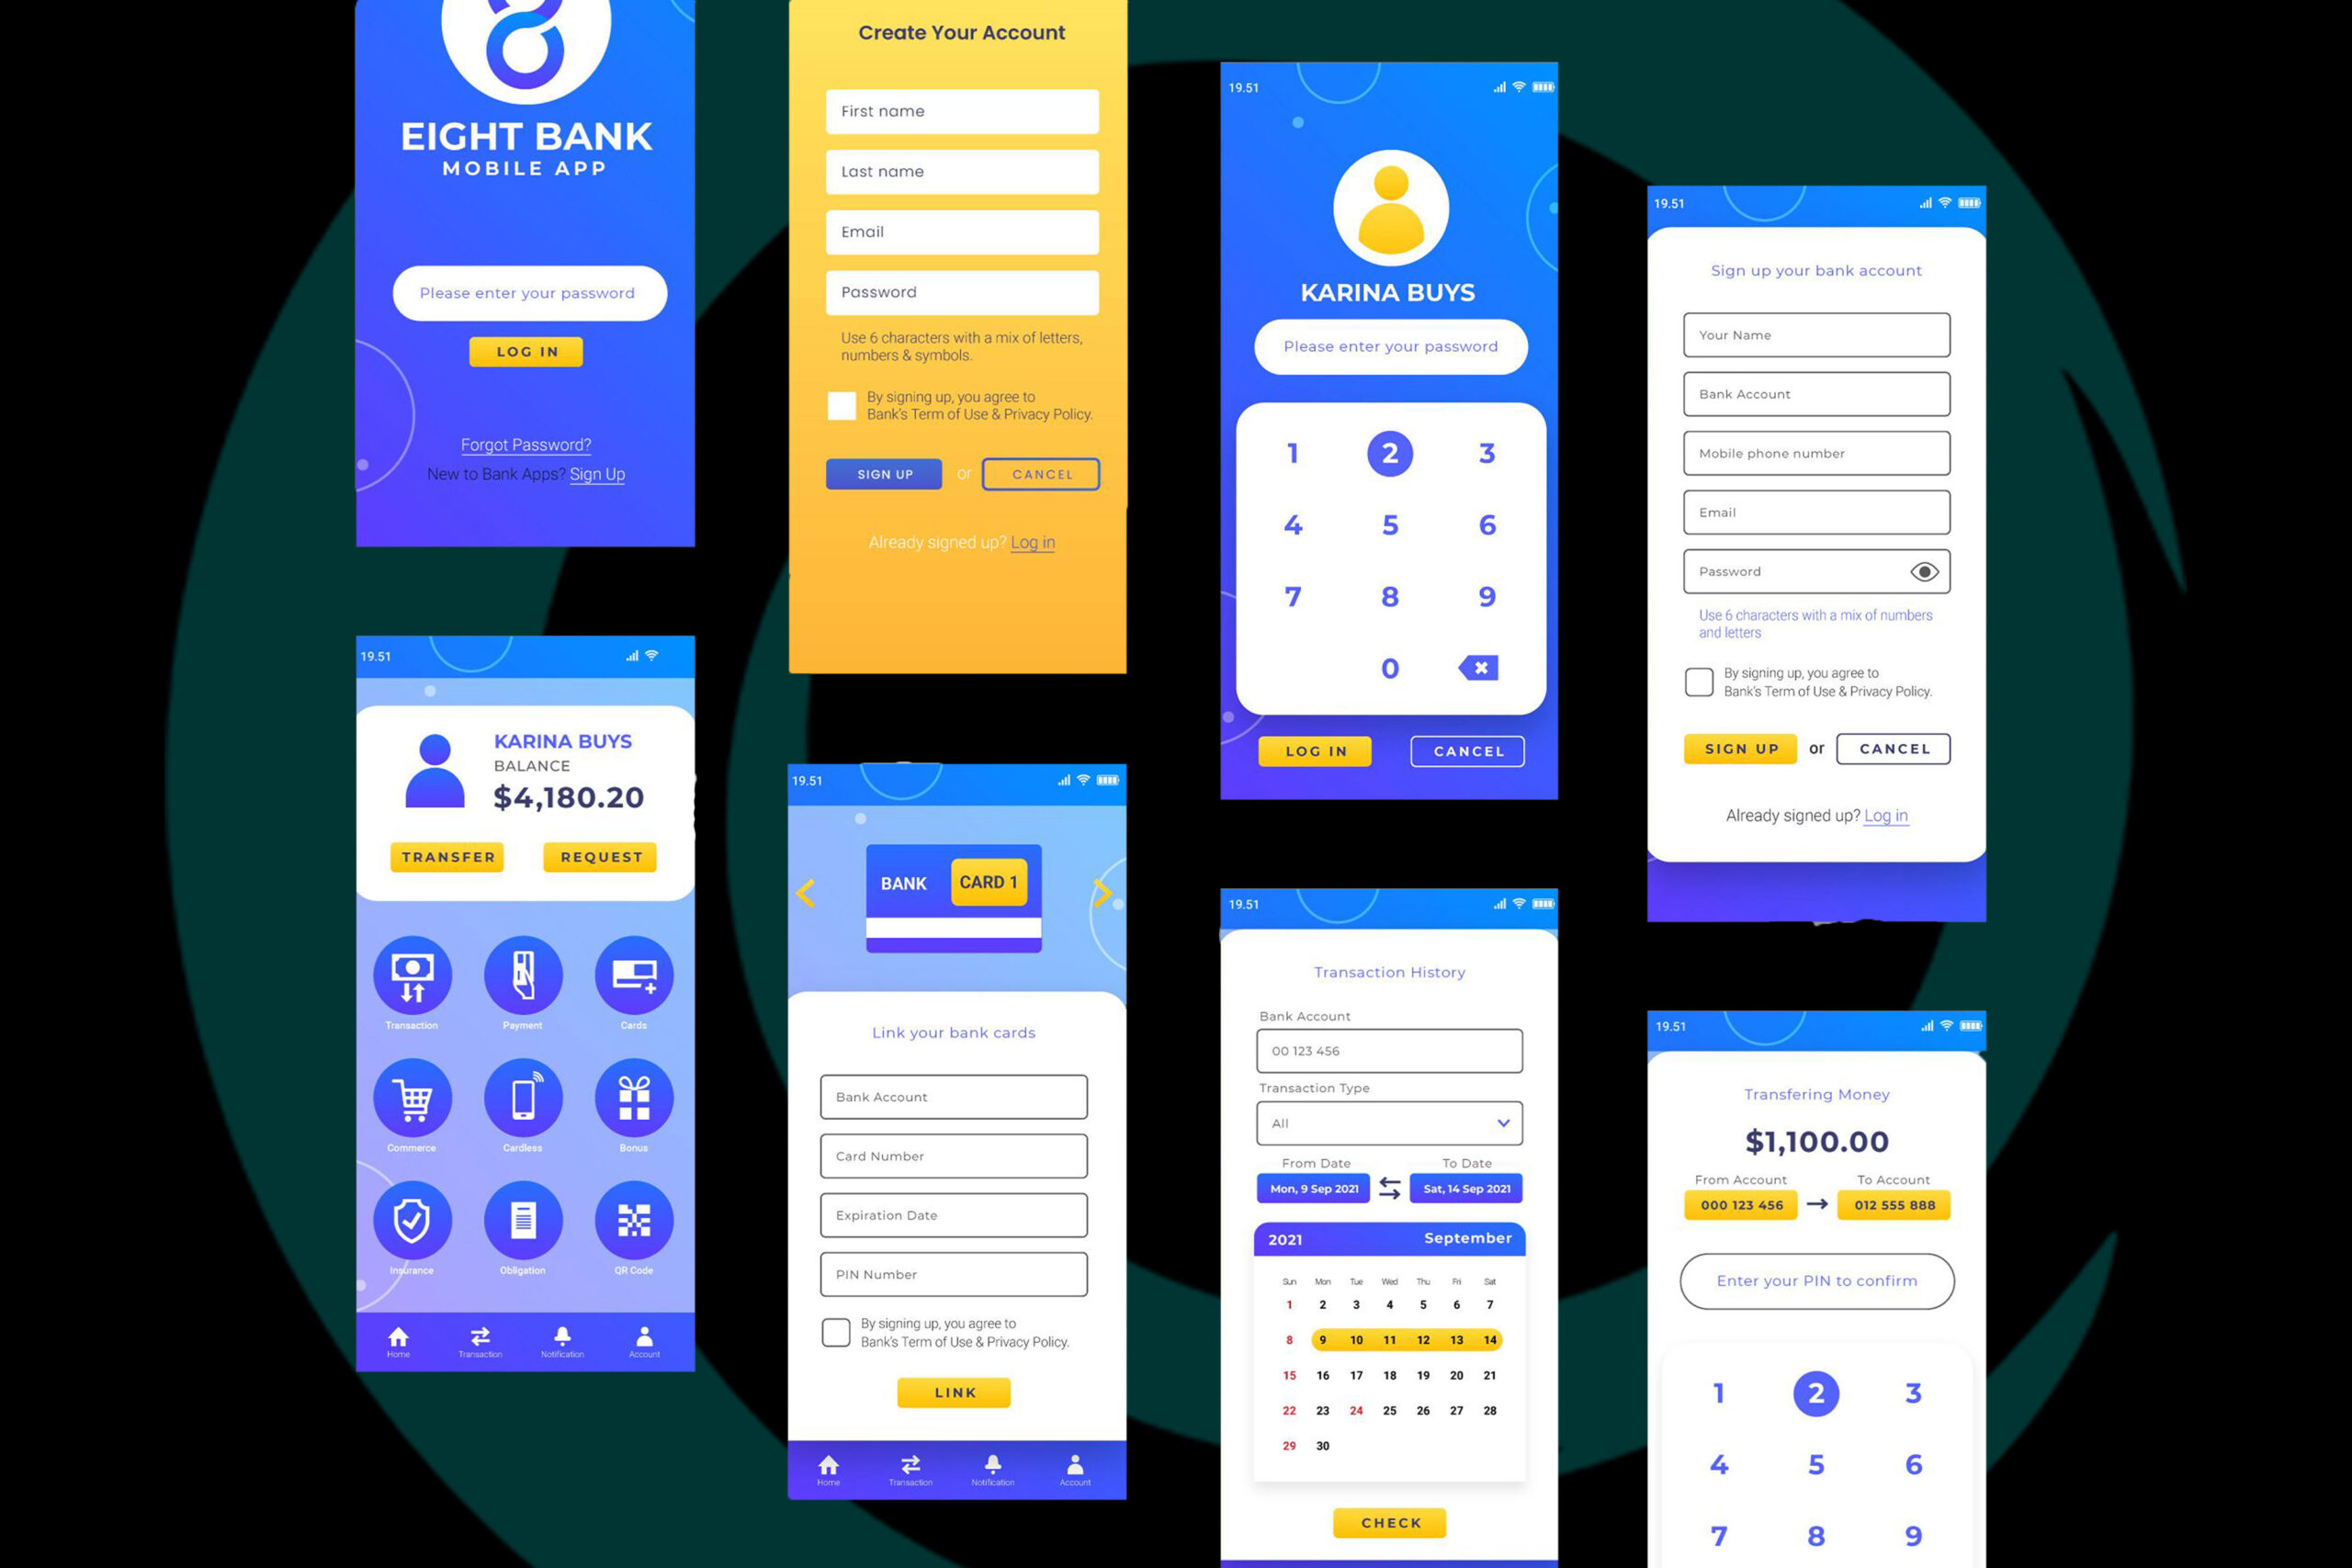 EIGHT BANK
MOBILE APP
Please enter your password
LOG IN
Forgot Password?
New to Bank Apps? Sign Up
19.51
KARINA BUYS
BALANCE
$4,180.20
TRANSFER
REQUEST
Transaction
Payment
Cards
Commerce
Cardless
Bonus
Insurance
Obligation
QR Code
Home
Transaction
Notification
Account
Create Your Account
First name
Last name
Email
Password
Use 6 characters with a mix of letters,
numbers & symbols.
By signing up, you agree to
Bank's Term of Use & Privacy Policy.
SIGN UP
or
CANCEL
Already signed up? Log in
19.51
BANK
CARD 1
Link your bank cards
Bank Account
Card Number
Expiration Date
PIN Number
By signing up, you agree to
Bank's Term of Use & Privacy Policy.
LINK
Home
Transaction
Notification
Account
19.51
KARINA BUYS
Please enter your password
1 2 3
4 5 6
7 8 9
0
LOG IN
CANCEL
19.51
Transaction History
Bank Account
00 123 456
Transaction Type
All
From Date
To Date
Mon, 9 Sep 2021
Sat, 14 Sep 2021
2021
September
Sun Mon Tue Wed Thu Fri Sat
1 2 3 4 5 6 7
8 9 10 11 12 13 14
15 16 17 18 19 20 21
22 23 24 25 26 27 28
29 30
CHECK
19.51
Sign up your bank account
Your Name
Bank Account
Mobile phone number
Email
Password
Use 6 characters with a mix of numbers
and letters
By signing up, you agree to
Bank's Term of Use & Privacy Policy.
SIGN UP
or
CANCEL
Already signed up? Log in
19.51
Transfering Money
$1,100.00
From Account
To Account
000 123 456
012 555 888
Enter your PIN to confirm
1 2 3
4 5 6
7 8 9